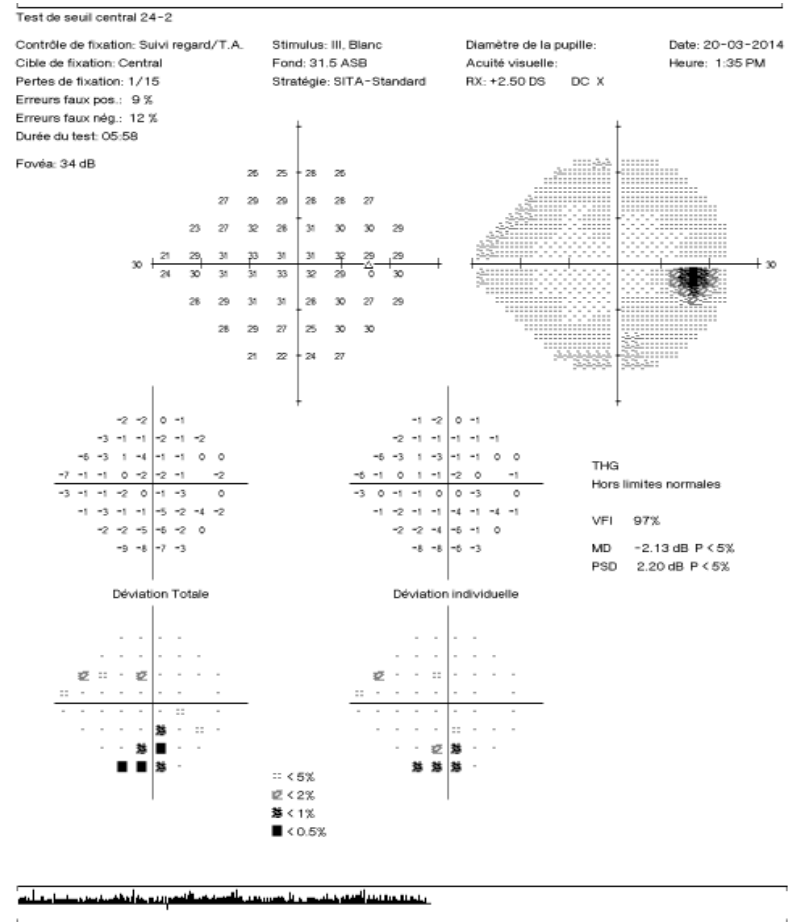 Test de seuil central 24-2
Contrôle de fixation: Suivi regard/T.A. Stimulus: III, Blanc Diamètre de la pupille: Date: 20-03-2014
Cible de fixation: Central Fond: 31.5 ASB Acuité visuelle: Heure: 1:35 PM
Pertes de fixation: 1/15 Stratégie: SITA-Standard RX: +2.50 DS DC X
Erreurs faux pos.: 9 %
Erreurs faux nég.: 12 %
Durée du test: 05:58
Fovéa: 34 dB
26 25 28 26
27 29 29 28 28 27
23 27 32 28 31 30 30 29
21 29 31 33 31 31 32 29 29
30 30
24 30 31 31 33 32 29 0 30
28 29 31 31 28 30 27 29
28 29 27 25 30 30
21 22 24 27
-2 -2 0 -1 -1 -2 0 -1
-3 -1 -1 -2 -1 -2 -2 -1 -1 -1 -1 -1
-6 -3 1 -4 -1 -1 0 0 -6 -3 1 -3 -1 -1 0 0
-7 -1 -1 0 -2 -2 -1 -2 -6 -1 0 1 -1 -2 0 -1
-3 -1 -1 -2 0 -1 -3 0 -3 0 -1 -1 0 0 -3 0
-1 -3 -1 -1 -5 -2 -4 -2 -1 -2 -1 -1 -4 -1 -4 -1
-2 -2 -5 -6 -2 0 -2 -2 -4 -6 -1 0
-9 -8 -7 -3 -8 -8 -6 -3
THG
Hors limites normales
VFI 97%
MD -2.13 dB P < 5%
PSD 2.20 dB P < 5%
Déviation Totale Déviation individuelle
< 5%
< 2%
< 1%
< 0.5%